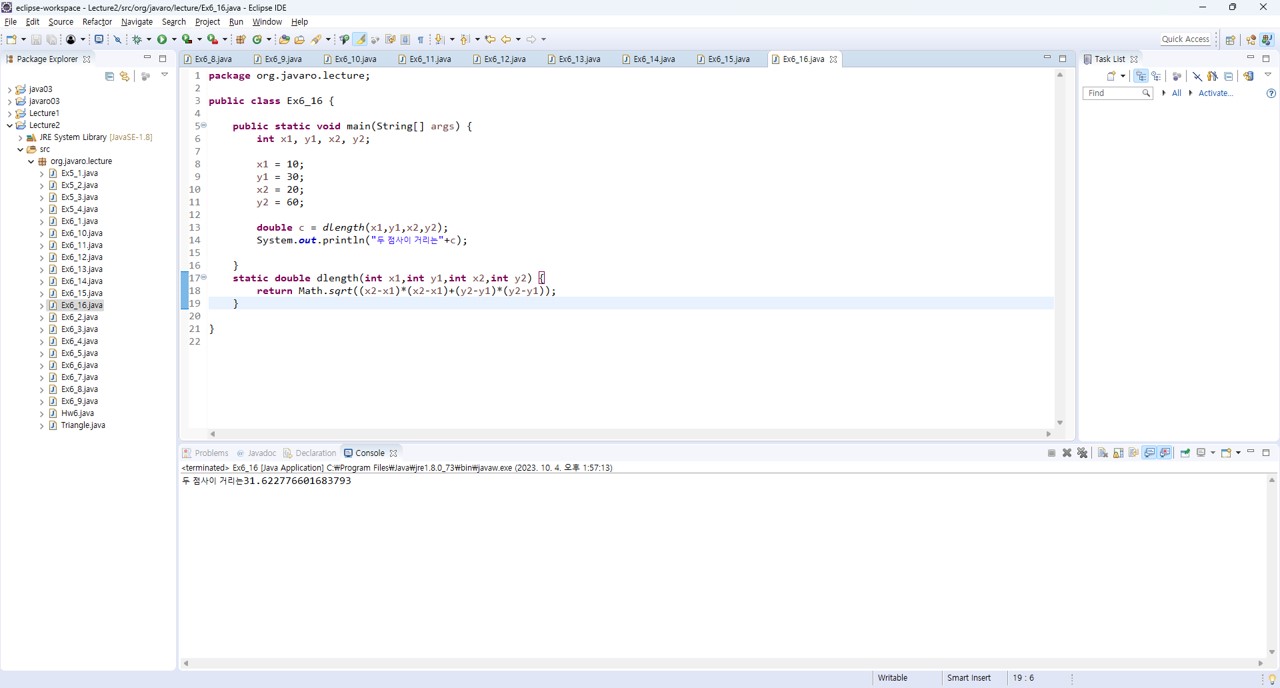 eclipse-workspace - Lecture2/src/org/javaro/lecture/Ex6_16.java - Eclipse IDE
File Edit Source Refactor Navigate Search Project Run Window Help
Quick Access
Package Explorer
java03
javaro03
Lecture1
Lecture2
JRE System Library [JavaSE-1.8]
src
org.javaro.lecture
Ex5_1.java
Ex5_2.java
Ex5_3.java
Ex5_4.java
Ex6_1.java
Ex6_10.java
Ex6_11.java
Ex6_12.java
Ex6_13.java
Ex6_14.java
Ex6_15.java
Ex6_16.java
Ex6_2.java
Ex6_3.java
Ex6_4.java
Ex6_5.java
Ex6_6.java
Ex6_7.java
Ex6_8.java
Ex6_9.java
Hw6.java
Triangle.java
Ex6_8.java Ex6_9.java Ex6_10.java Ex6_11.java Ex6_12.java Ex6_13.java Ex6_14.java Ex6_15.java Ex6_16.java
1 package org.javaro.lecture;
2
3 public class Ex6_16 {
4
5 public static void main(String[] args) {
6 int x1, y1, x2, y2;
7
8 x1 = 10;
9 y1 = 30;
10 x2 = 20;
11 y2 = 60;
12
13 double c = dlength(x1,y1,x2,y2);
14 System.out.println("두 점사이 거리는"+c);
15
16 }
17 static double dlength(int x1,int y1,int x2,int y2) {
18 return Math.sqrt((x2-x1)*(x2-x1)+(y2-y1)*(y2-y1));
19 }
20
21 }
22
Task List
Find All Activate...
Problems Javadoc Declaration Console
<terminated> Ex6_16 [Java Application] C:₩Program Files₩Java₩jre1.8.0_73₩bin₩javaw.exe (2023. 10. 4. 오후 1:57:13)
두 점사이 거리는31.622776601683793
Writable Smart Insert 19 : 6